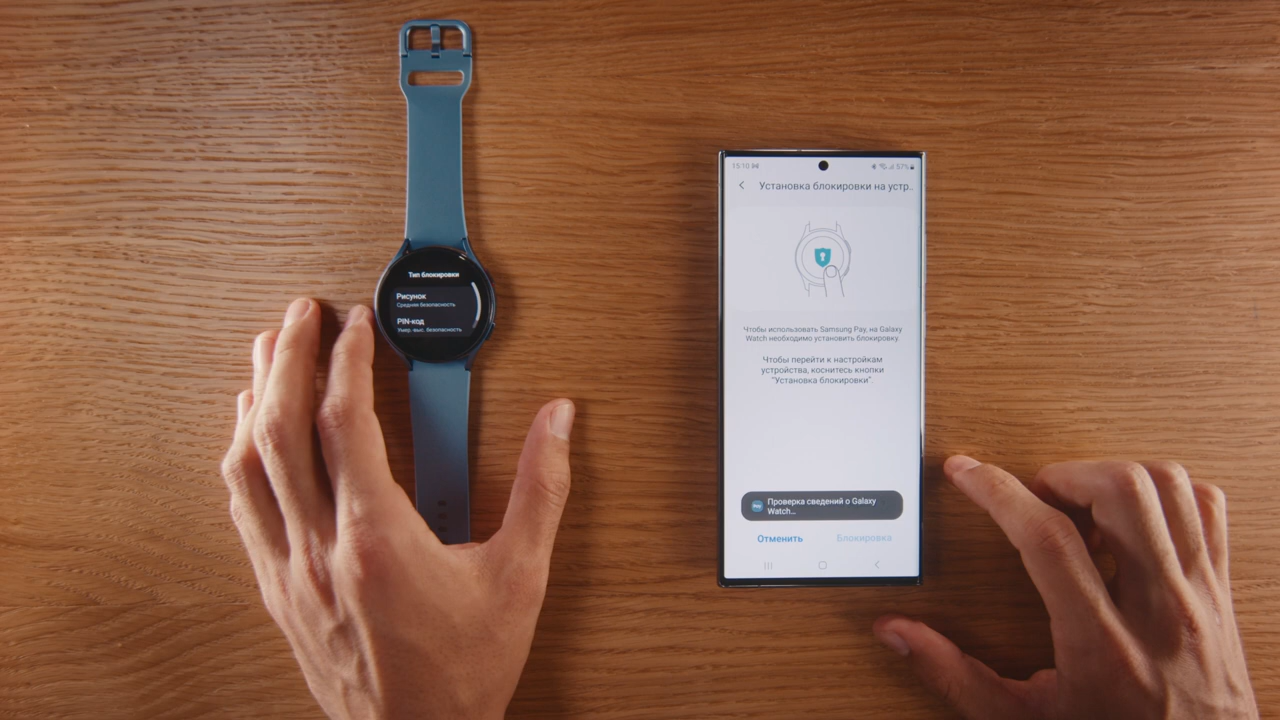 Тип блокировки
Рисунок
Средняя безопасность
PIN-код
Умер.-выс. безопасность
15:10
57%
Установка блокировки на устр...
Чтобы использовать Samsung Pay, на Galaxy
Watch необходимо установить блокировку.
Чтобы перейти к настройкам
устройства, коснитесь кнопки
"Установка блокировки".
Pay
Проверка сведений о Galaxy
Watch...
Отменить
Блокировка